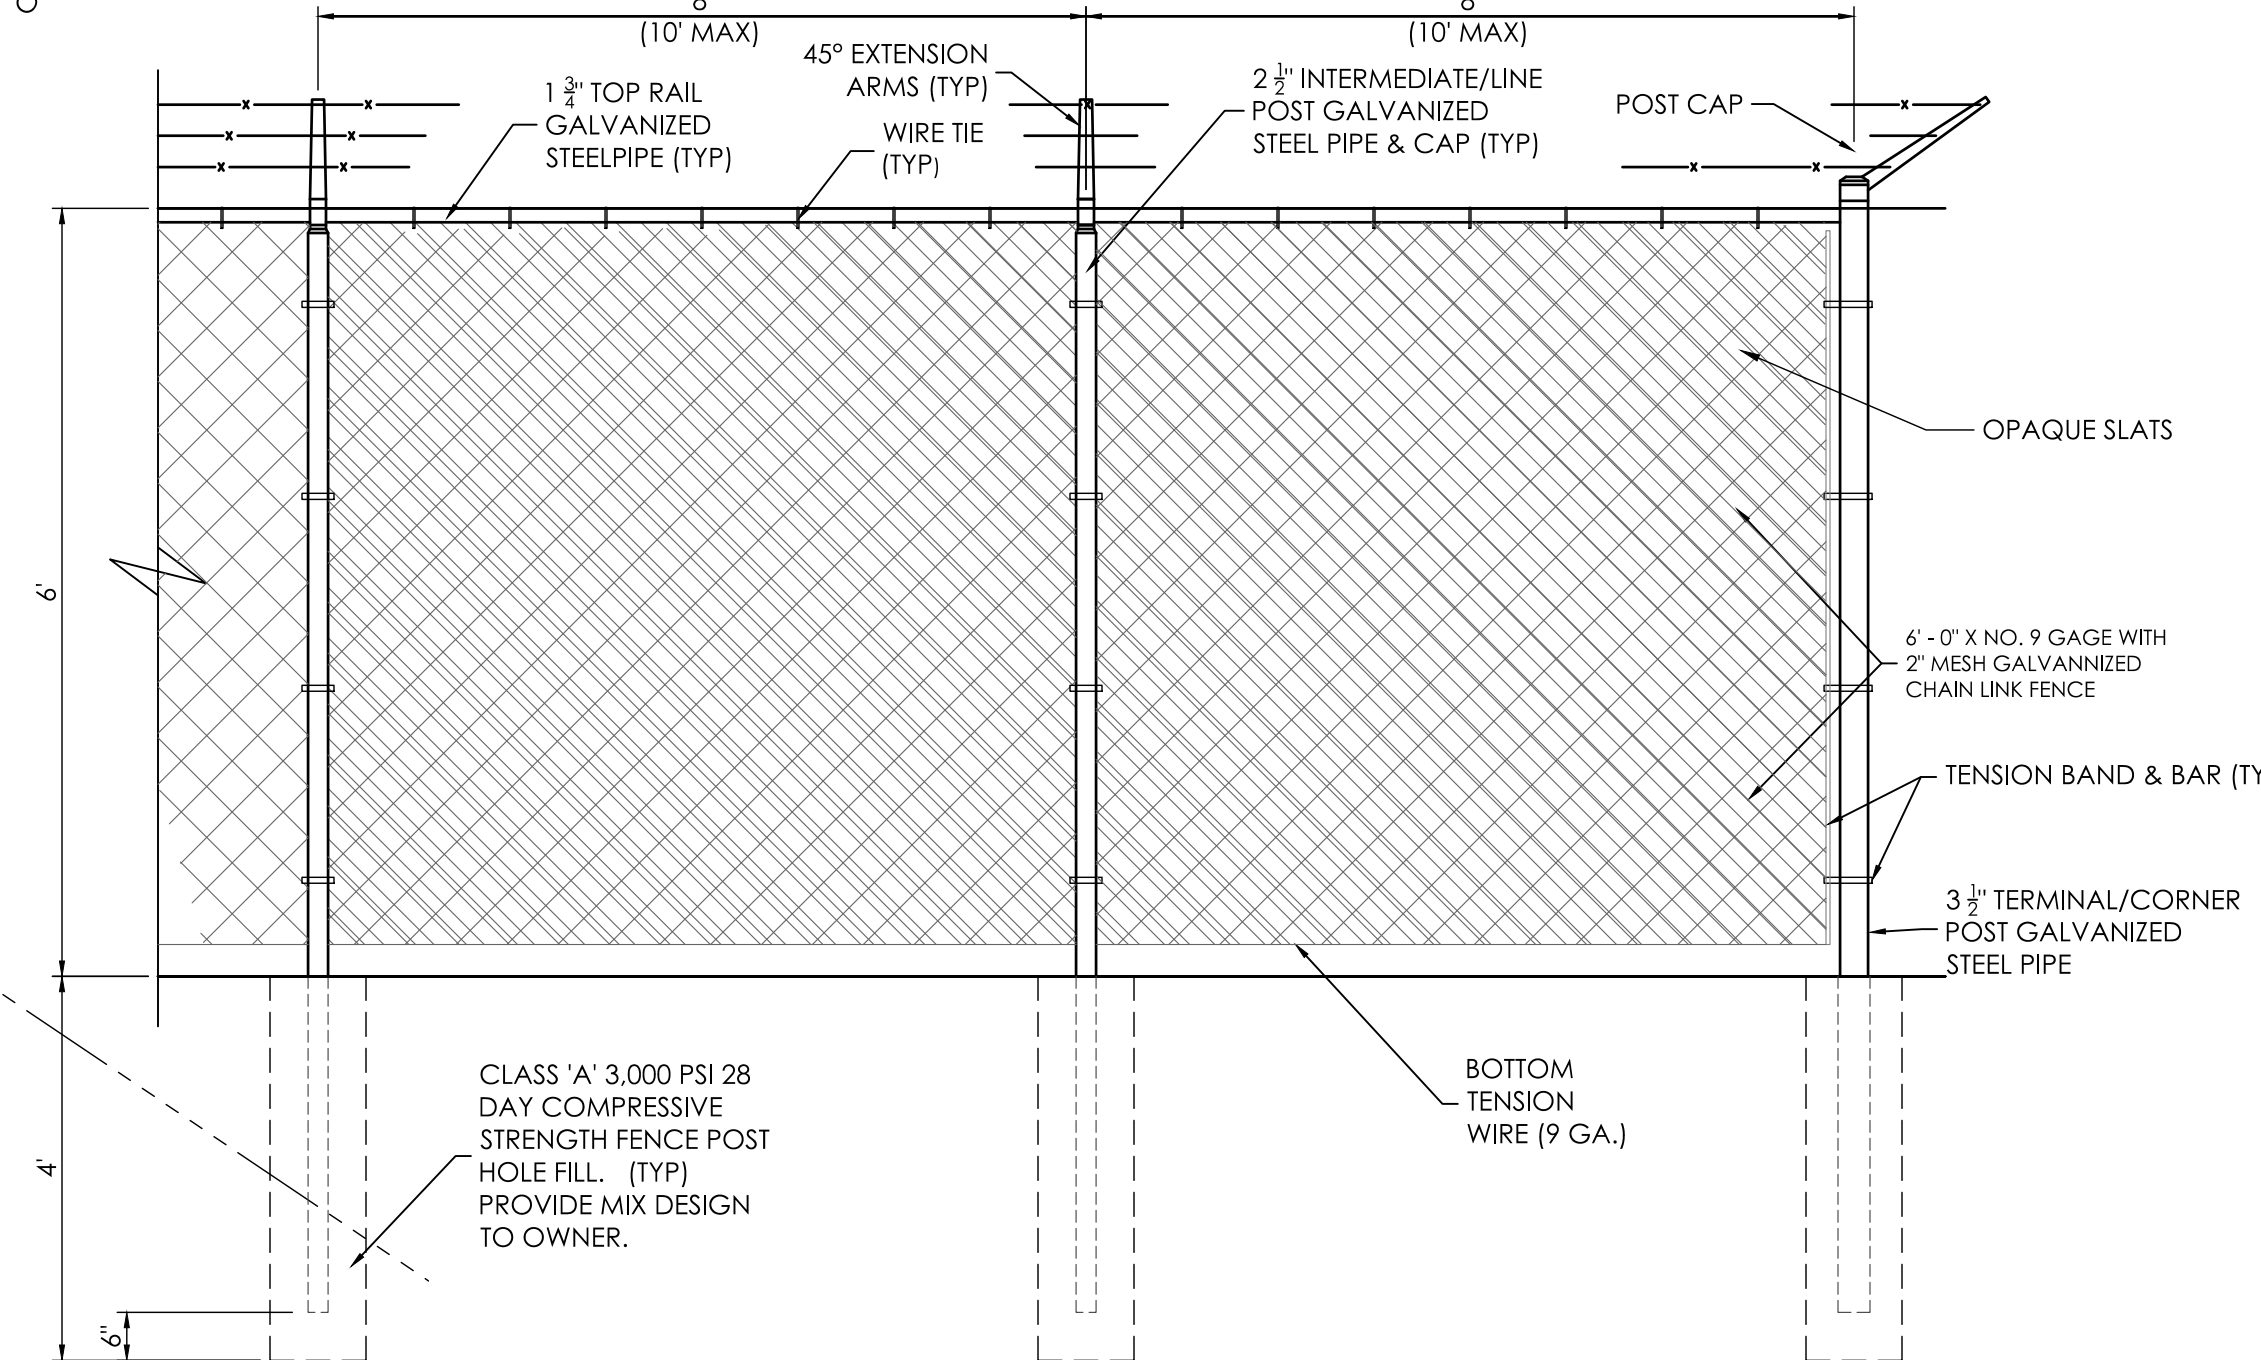 (10' MAX)
(10' MAX)
45° EXTENSION
ARMS (TYP)
1 3/4" TOP RAIL
GALVANIZED
STEELPIPE (TYP)
WIRE TIE
(TYP)
2 1/2" INTERMEDIATE/LINE
POST GALVANIZED
STEEL PIPE & CAP (TYP)
POST CAP
x x
x x
x x
x
x
x x
OPAQUE SLATS
6'
6' - 0" X NO. 9 GAGE WITH
2" MESH GALVANNIZED
CHAIN LINK FENCE
TENSION BAND & BAR (TY
3 1/2" TERMINAL/CORNER
POST GALVANIZED
STEEL PIPE
CLASS 'A' 3,000 PSI 28
DAY COMPRESSIVE
STRENGTH FENCE POST
HOLE FILL. (TYP)
PROVIDE MIX DESIGN
TO OWNER.
BOTTOM
TENSION
WIRE (9 GA.)
4'
6"